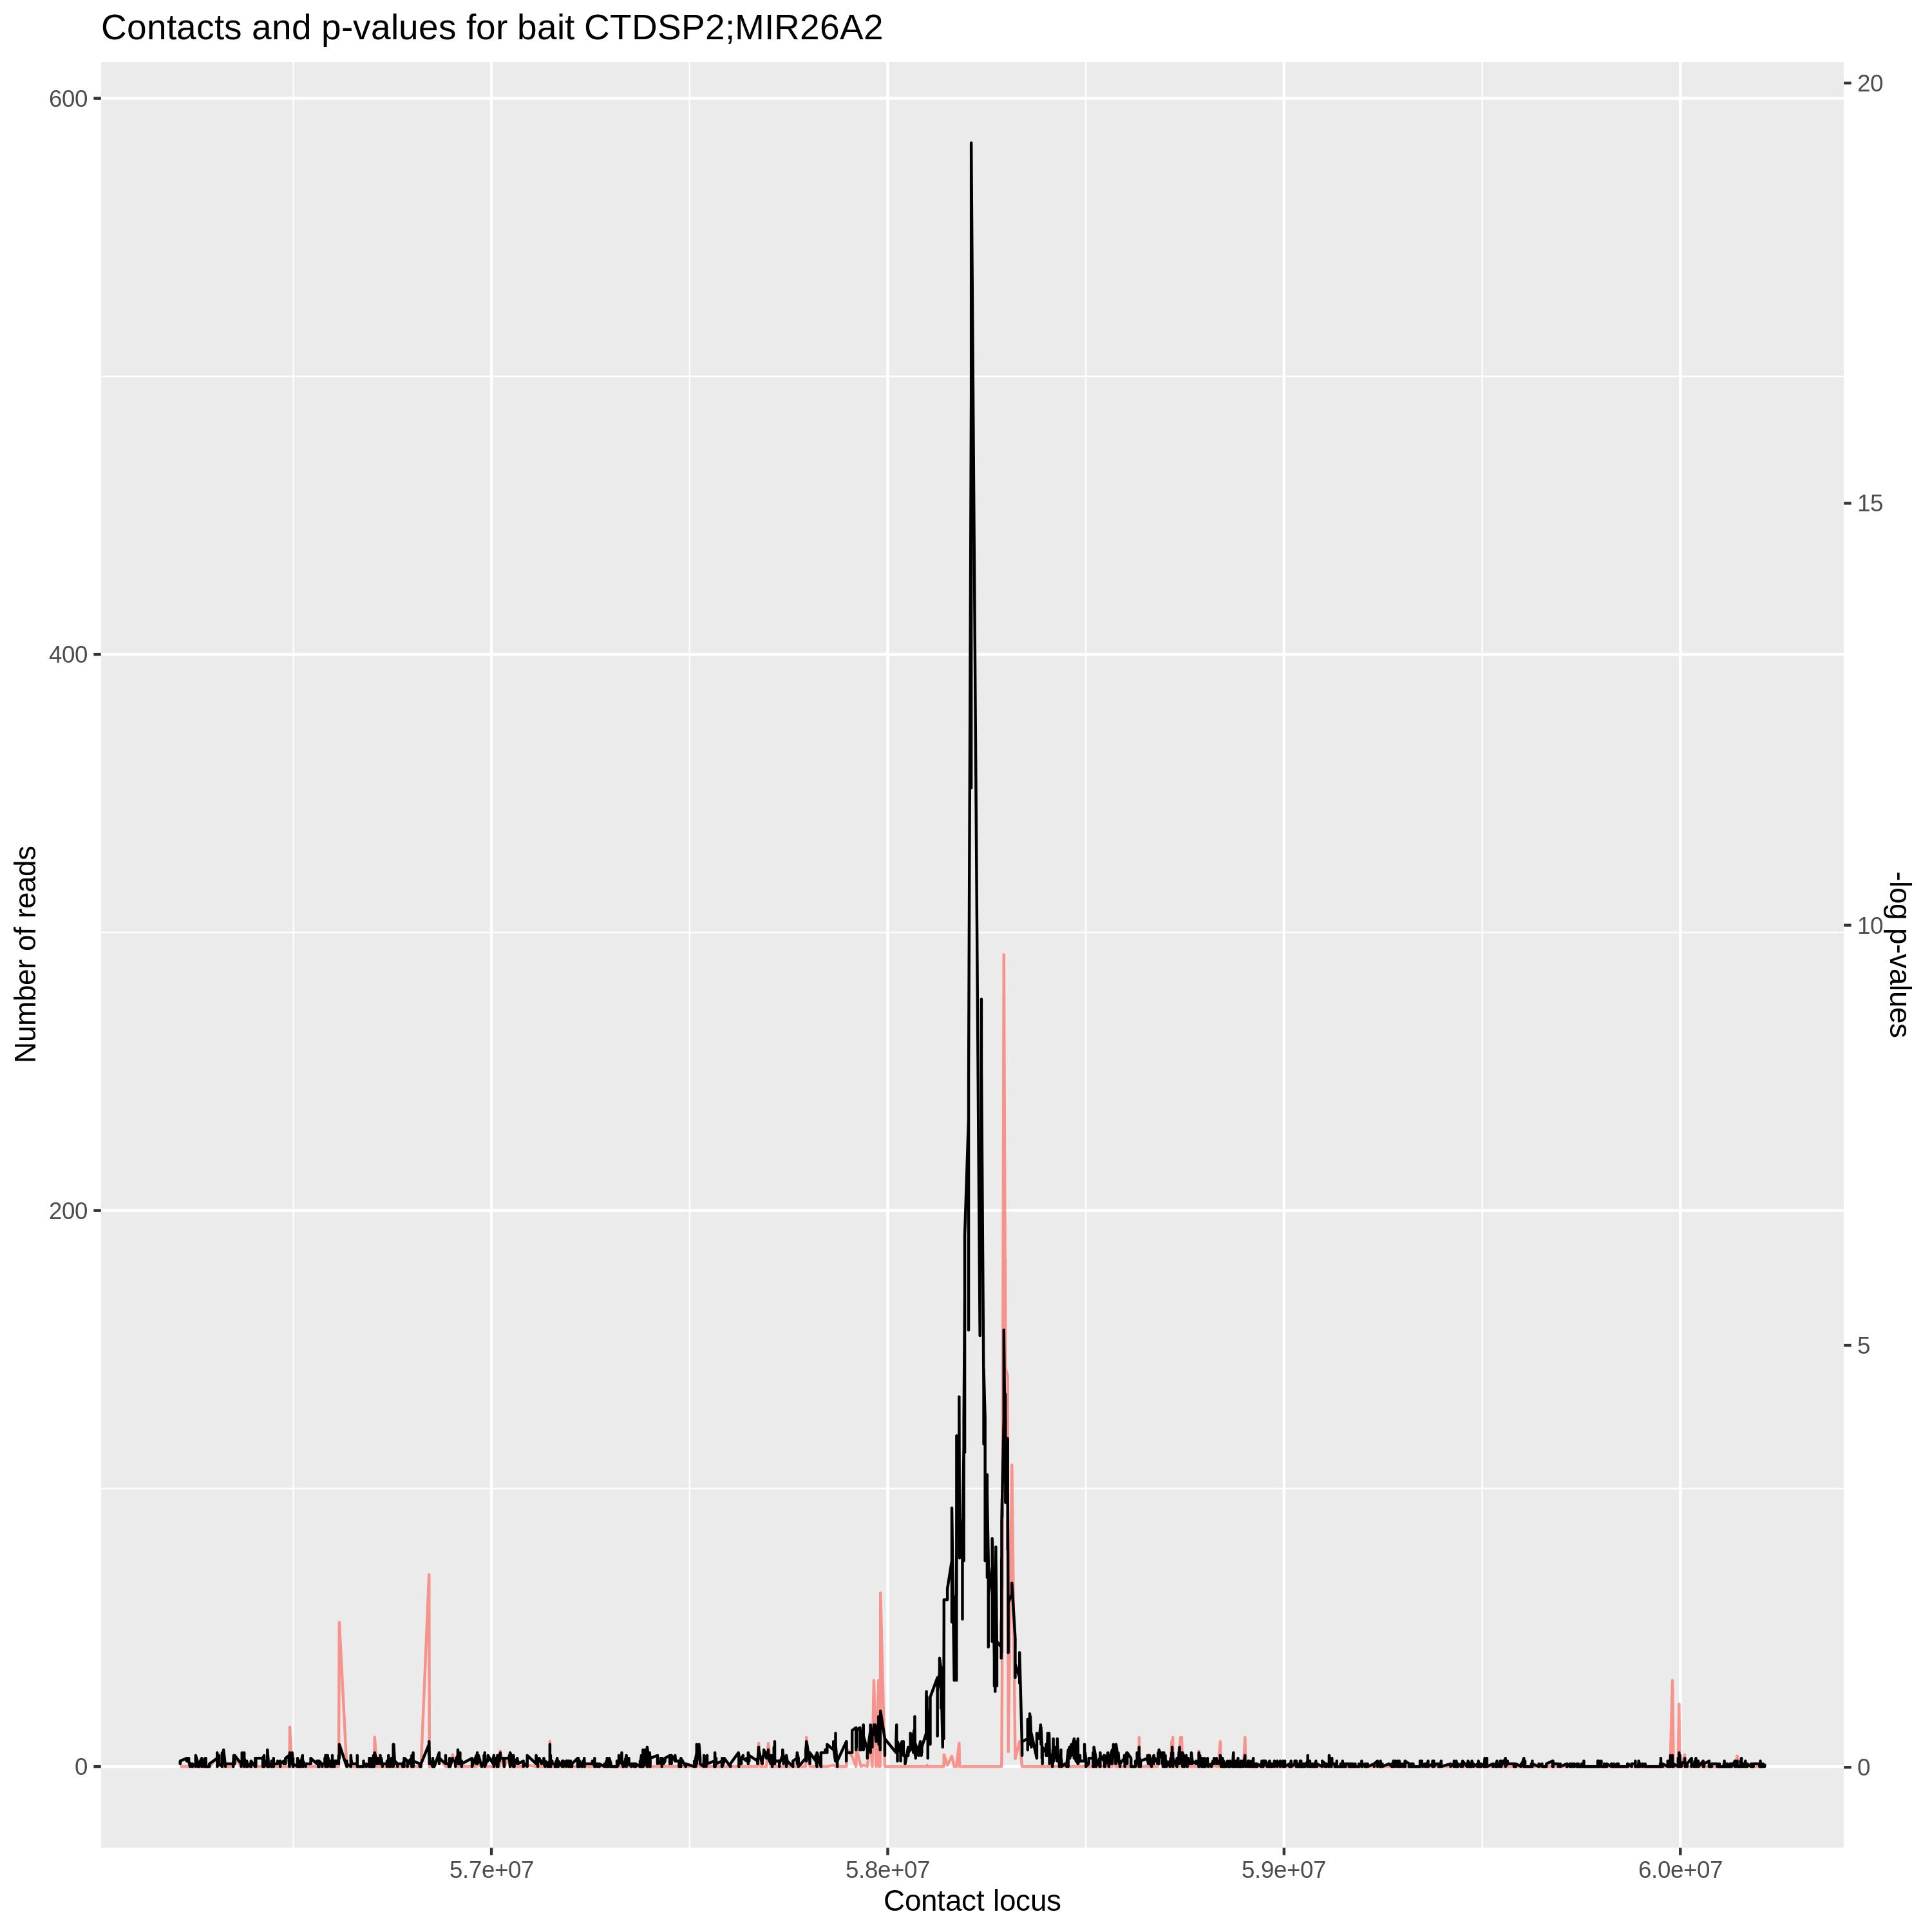 Contacts and p-values for bait CTDSP2;MIR26A2
600
400
200
0
Number of reads
20
15
10
5
0
-log p-values
5.7e+07
5.8e+07
5.9e+07
6.0e+07
Contact locus